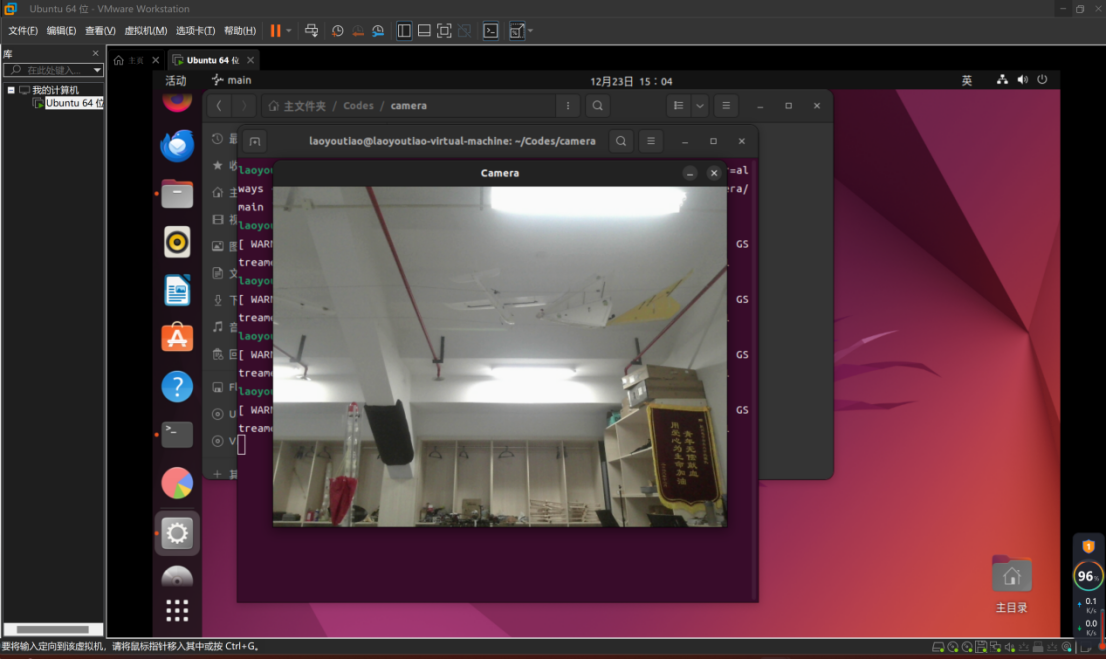 Ubuntu 64 位 - VMware Workstation
文件(F) 编辑(E) 查看(V) 虚拟机(M) 选项卡(T) 帮助(H)
库
在此处键入...
我的计算机
Ubuntu 64 位
主页
Ubuntu 64 位
活动
main
12月23日 15：04
英
主文件夹 / Codes / camera
laoyoutiao@laoyoutiao-virtual-machine: ~/Codes/camera
Camera
laoyou
=al
ways
era/
main
laoyou
[ WARN
GS
treame
laoyou
[ WARN
GS
treame
laoyou
[ WARN
GS
treame
laoyou
[ WARN
GS
treame
青年无偿献血
用爱心为生命加油
主目录
1
96%
0.1
K/s
0.0
K/s
要将输入定向到该虚拟机，请将鼠标指针移入其中或按 Ctrl+G。